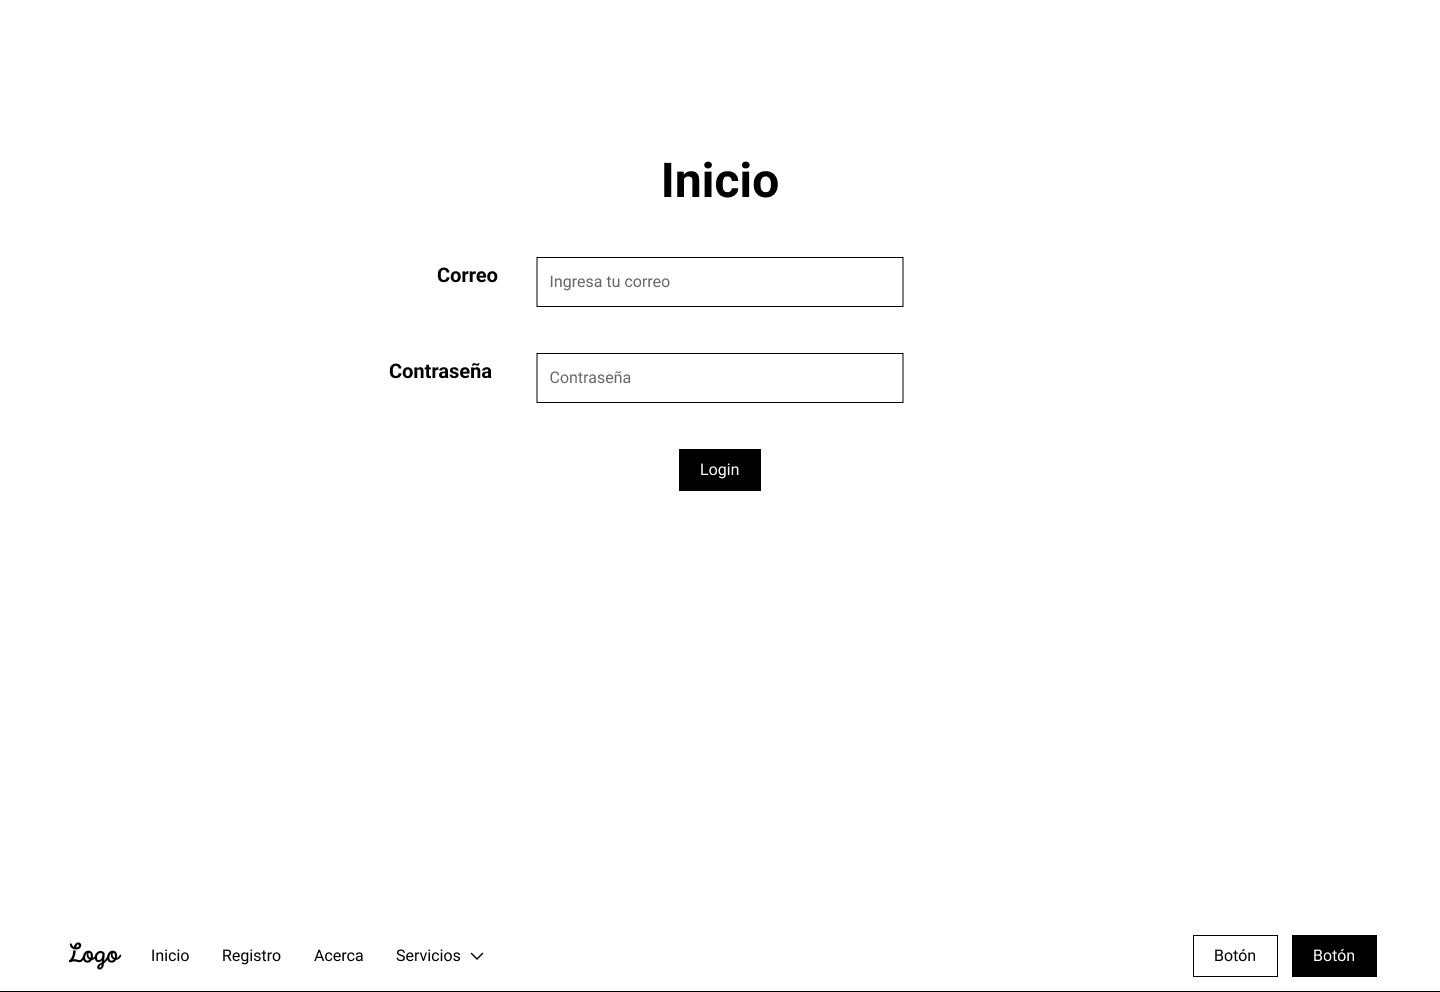 Inicio
Correo
Ingresa tu correo
Contraseña
Contraseña
Login
Logo
Inicio
Registro
Acerca
Servicios
Botón
Botón